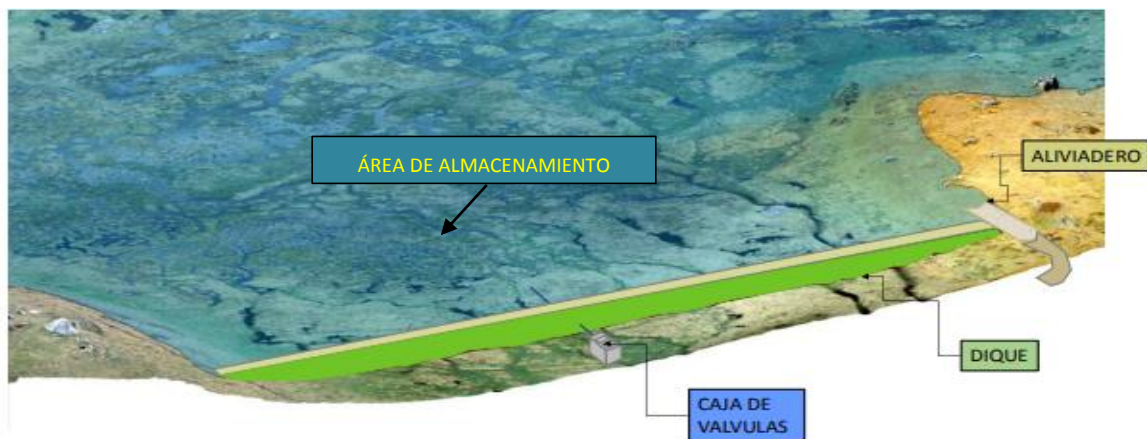 ÁREA DE ALMACENAMIENTO
ALIVIADERO
DIQUE
CAJA DE
VALVULAS